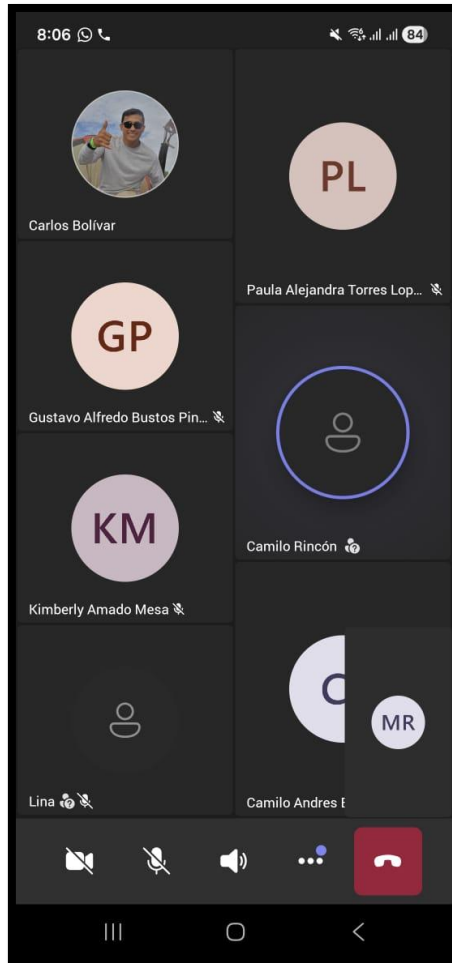 8:06
84
Carlos Bolívar
PL
Paula Alejandra Torres Lop...
GP
Gustavo Alfredo Bustos Pin...
Camilo Rincón
KM
Kimberly Amado Mesa
Lina
C
Camilo Andres
MR